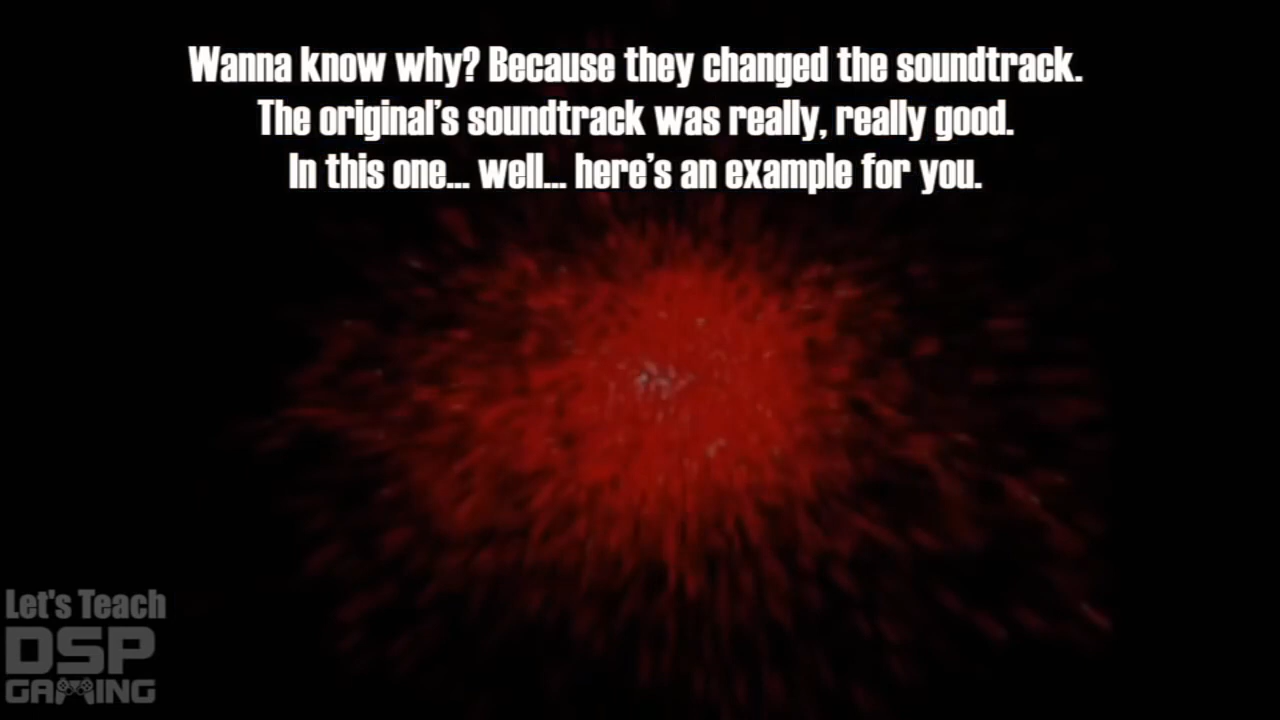 Wanna know why? Because they changed the soundtrack.
The original's soundtrack was really, really good.
In this one... well... here's an example for you.
Let's Teach
DSP
GAMING